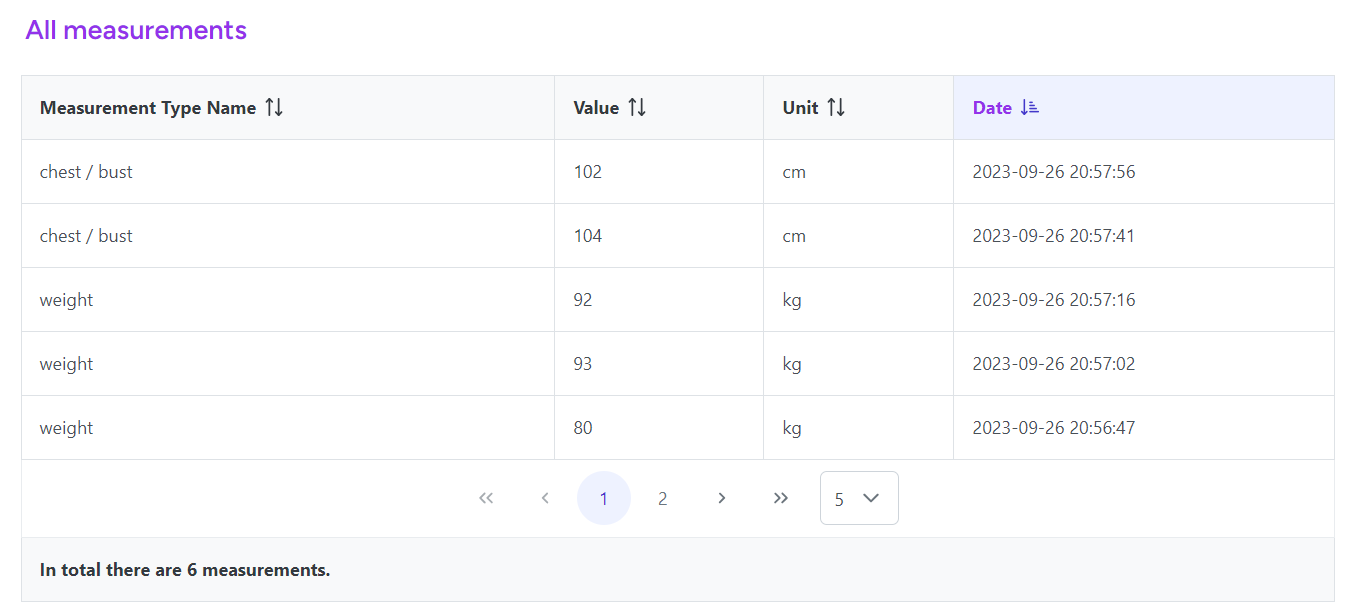 All measurements
Measurement Type Name Value Unit Date
chest / bust 102 cm 2023-09-26 20:57:56
chest / bust 104 cm 2023-09-26 20:57:41
weight 92 kg 2023-09-26 20:57:16
weight 93 kg 2023-09-26 20:57:02
weight 80 kg 2023-09-26 20:56:47
1 2 5
In total there are 6 measurements.